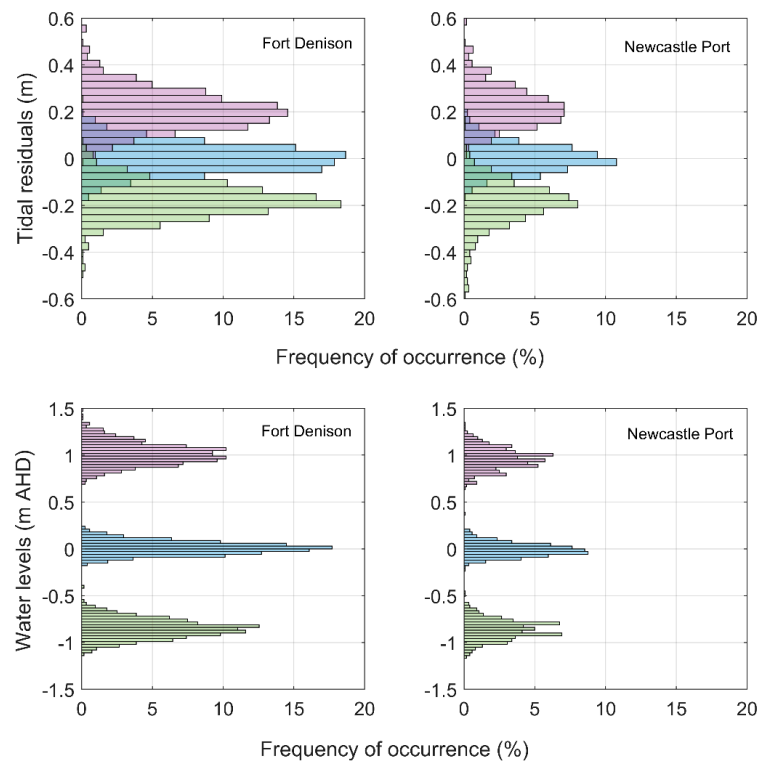 Fort Denison
Newcastle Port
Tidal residuals (m)
0.6
0.4
0.2
0
-0.2
-0.4
-0.6
0 5 10 15 20
0.6
0.4
0.2
0
-0.2
-0.4
-0.6
0 5 10 15 20
Frequency of occurrence (%)
Fort Denison
Newcastle Port
Water levels (m AHD)
1.5
1
0.5
0
-0.5
-1
-1.5
0 5 10 15 20
1.5
1
0.5
0
-0.5
-1
-1.5
0 5 10 15 20
Frequency of occurrence (%)